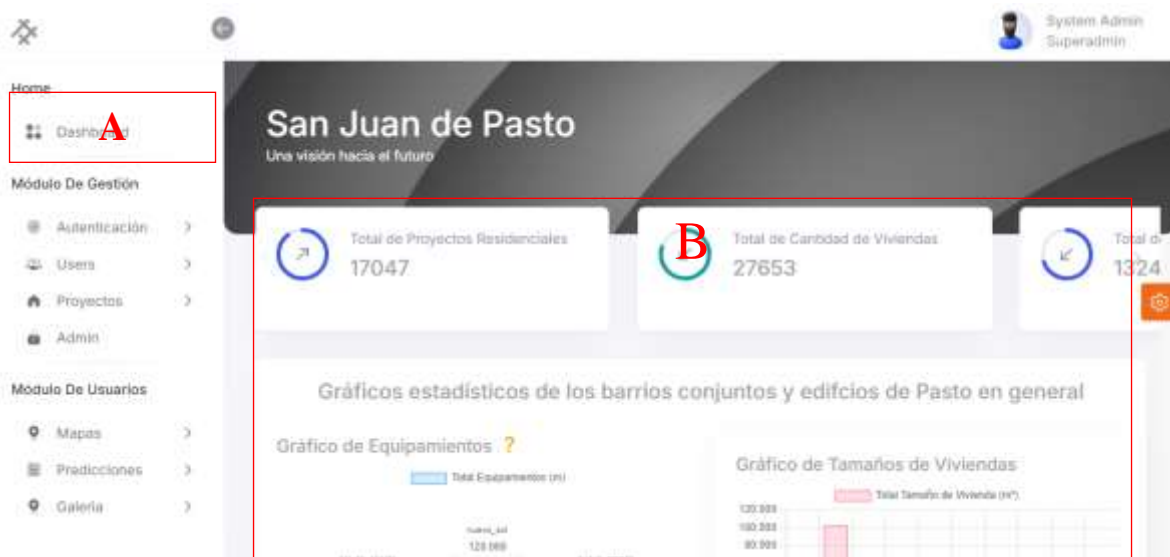 System Admin
Superadmin
Home
A
Dashboard
San Juan de Pasto
Una visión hacia el futuro
Módulo De Gestión
Autenticación
Users
Proyectos
Admin
Módulo De Usuarios
Mapas
Predicciones
Galeria
B
Total de Proyectos Residenciales
17047
Total de Cantidad de Viviendas
27653
Total d
1324
Gráficos estadísticos de los barrios conjuntos y edifcios de Pasto en general
Gráfico de Equipamientos ?
Total Equipamientos (m)
120.000
Gráfico de Tamaños de Viviendas
Total Tamaño de Vivienda (m²)
120.000
100.000
80.000